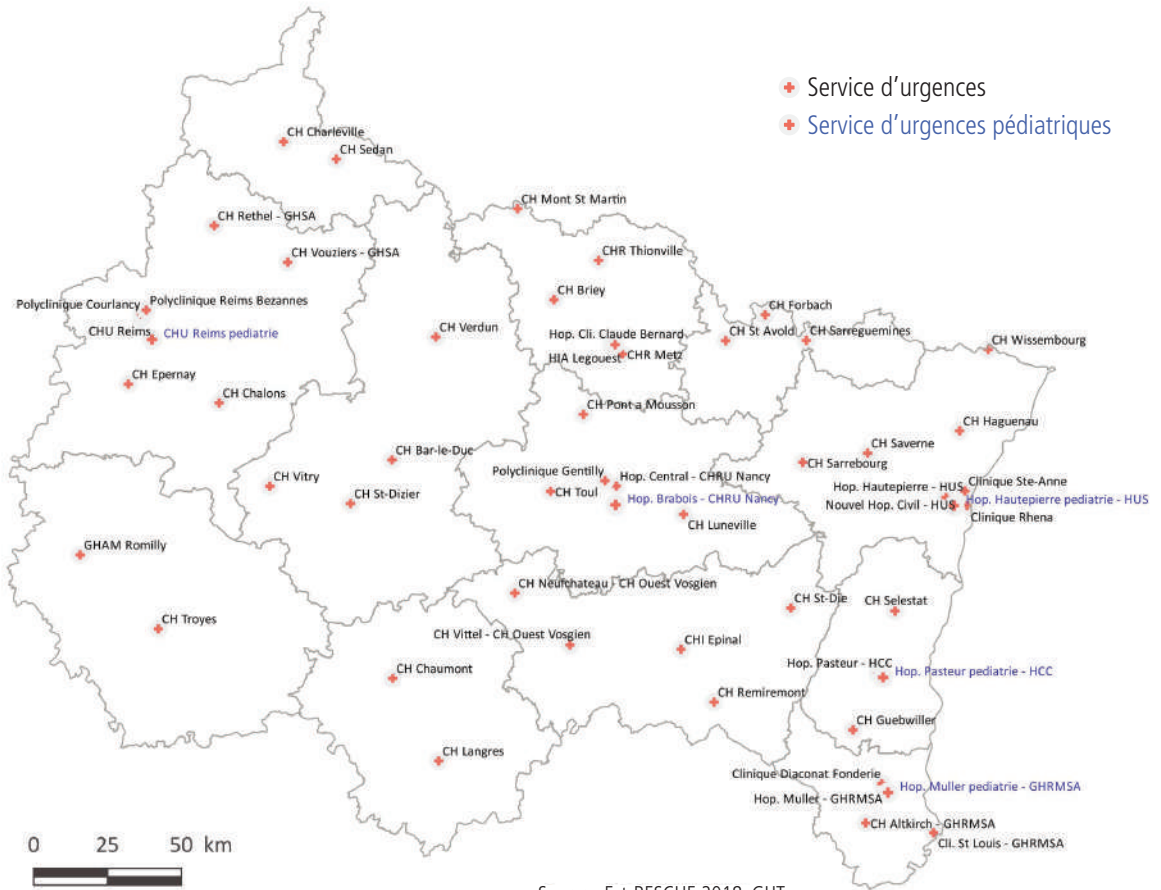 Service d'urgences
Service d'urgences pédiatriques
CH Charleville
CH Sedan
CH Mont St Martin
CH Rethel - GHSA
CHR Thionville
CH Vouziers - GHSA
CH Briey
Polyclinique Courlancy
Polyclinique Reims Bezannes
CH Forbach
CHU Reims
CHU Reims pediatrie
CH Verdun
Hop. Cli. Claude Bernard
CH St Avold
CH Sarreguemines
CH Wissembourg
HIA Legouest
CHR Metz
CH Epernay
CH Chalons
CH Pont a Mousson
CH Haguenau
CH Bar-le-Duc
CH Saverne
CH Sarrebourg
CH Vitry
CH St-Dizier
Polyclinique Gentilly
Hop. Central - CHRU Nancy
CH Toul
Hop. Brabois - CHRU Nancy
CH Luneville
Hop. Hautepierre - HUS
Clinique Ste-Anne
Hop. Hautepierre pediatrie - HUS
Nouvel Hop. Civil - HUS
Clinique Rhena
GHAM Romilly
CH Neufchateau - CH Ouest Vosgien
CH St-Die
CH Selestat
CH Troyes
CH Vittel - CH Ouest Vosgien
CHI Epinal
CH Chaumont
Hop. Pasteur - HCC
Hop. Pasteur pediatrie - HCC
CH Remiremont
CH Guebwiller
CH Langres
Clinique Diaconat Fonderie
Hop. Muller pediatrie - GHRMSA
Hop. Muller - GHRMSA
CH Altkirch - GHRMSA
Cli. St Louis - GHRMSA
0 25 50 km